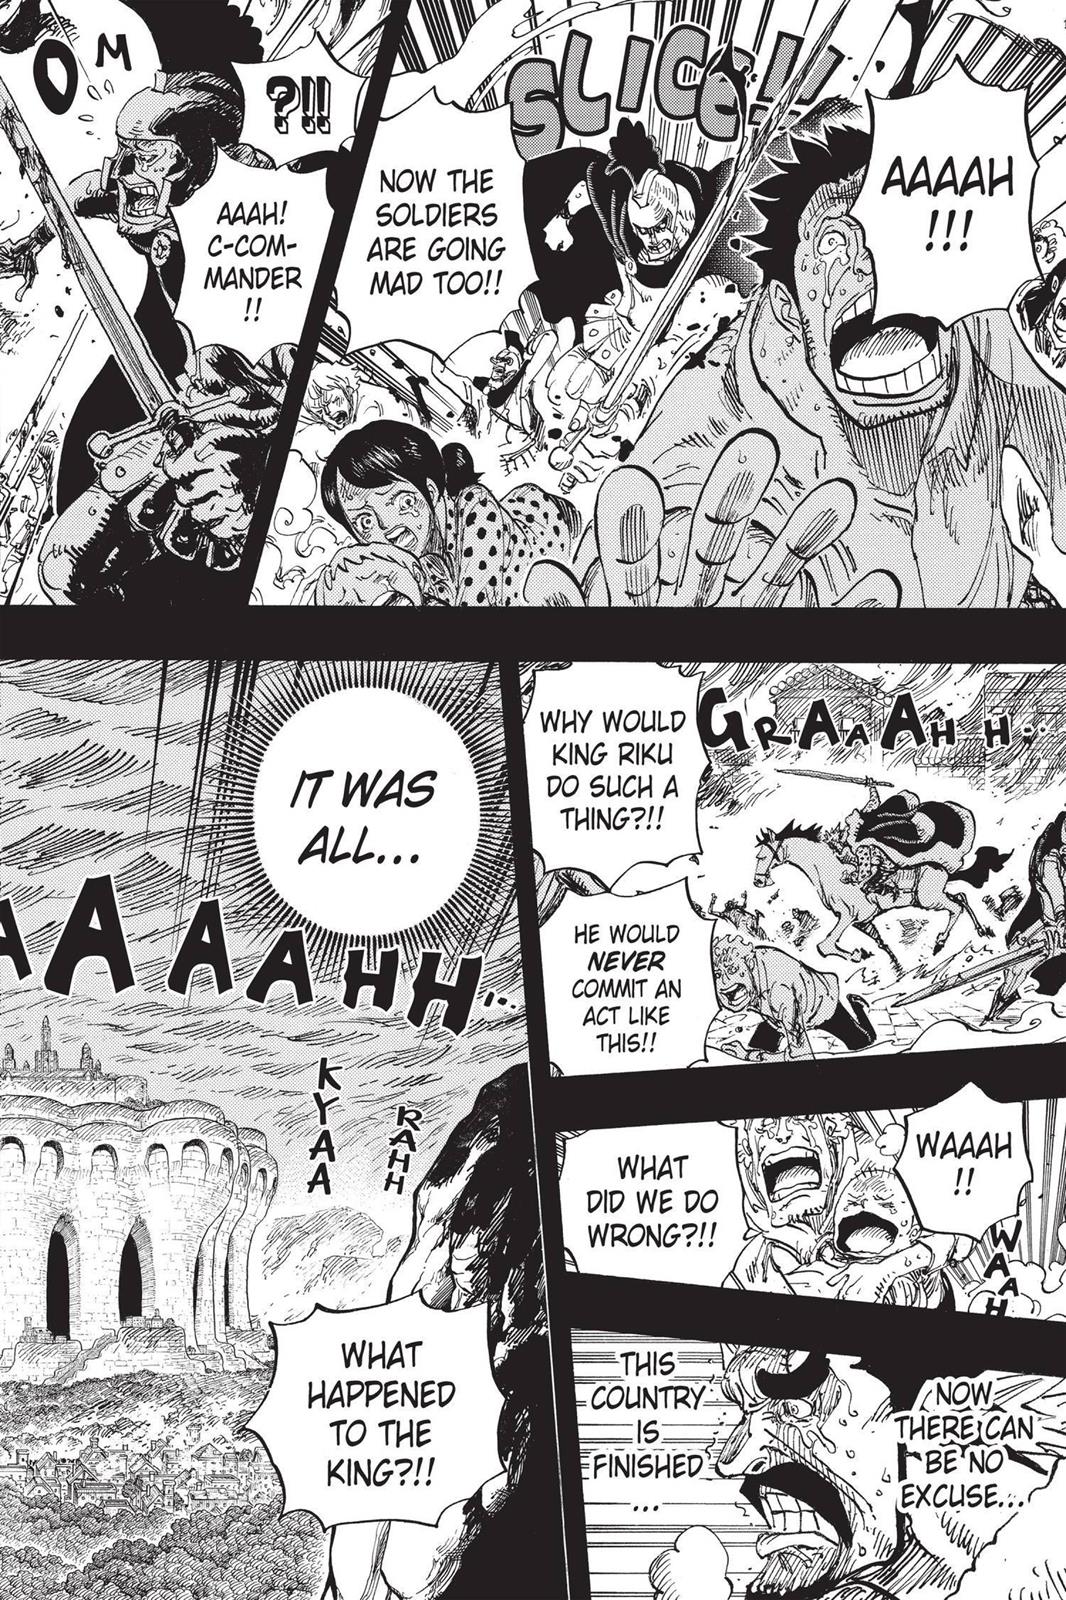 AAAAH
!!!
SLICE!!
NOW THE
SOLDIERS
ARE GOING
MAD TOO!!
?!!
AAAH!
C-COM-
MANDER
!!
OM
GRAAAAHHH...
WHY WOULD
KING RIKU
DO SUCH A
THING?!!
HE WOULD
NEVER
COMMIT AN
ACT LIKE
THIS!!
WAAAH
!!
WAAH
WHAT
DID WE DO
WRONG?!!
NOW
THERE CAN
BE NO
EXCUSE...
THIS
COUNTRY
IS
FINISHED
...
IT WAS
ALL...
AAAAAHH...
RAHH
KYAA
WHAT
HAPPENED
TO THE
KING?!!